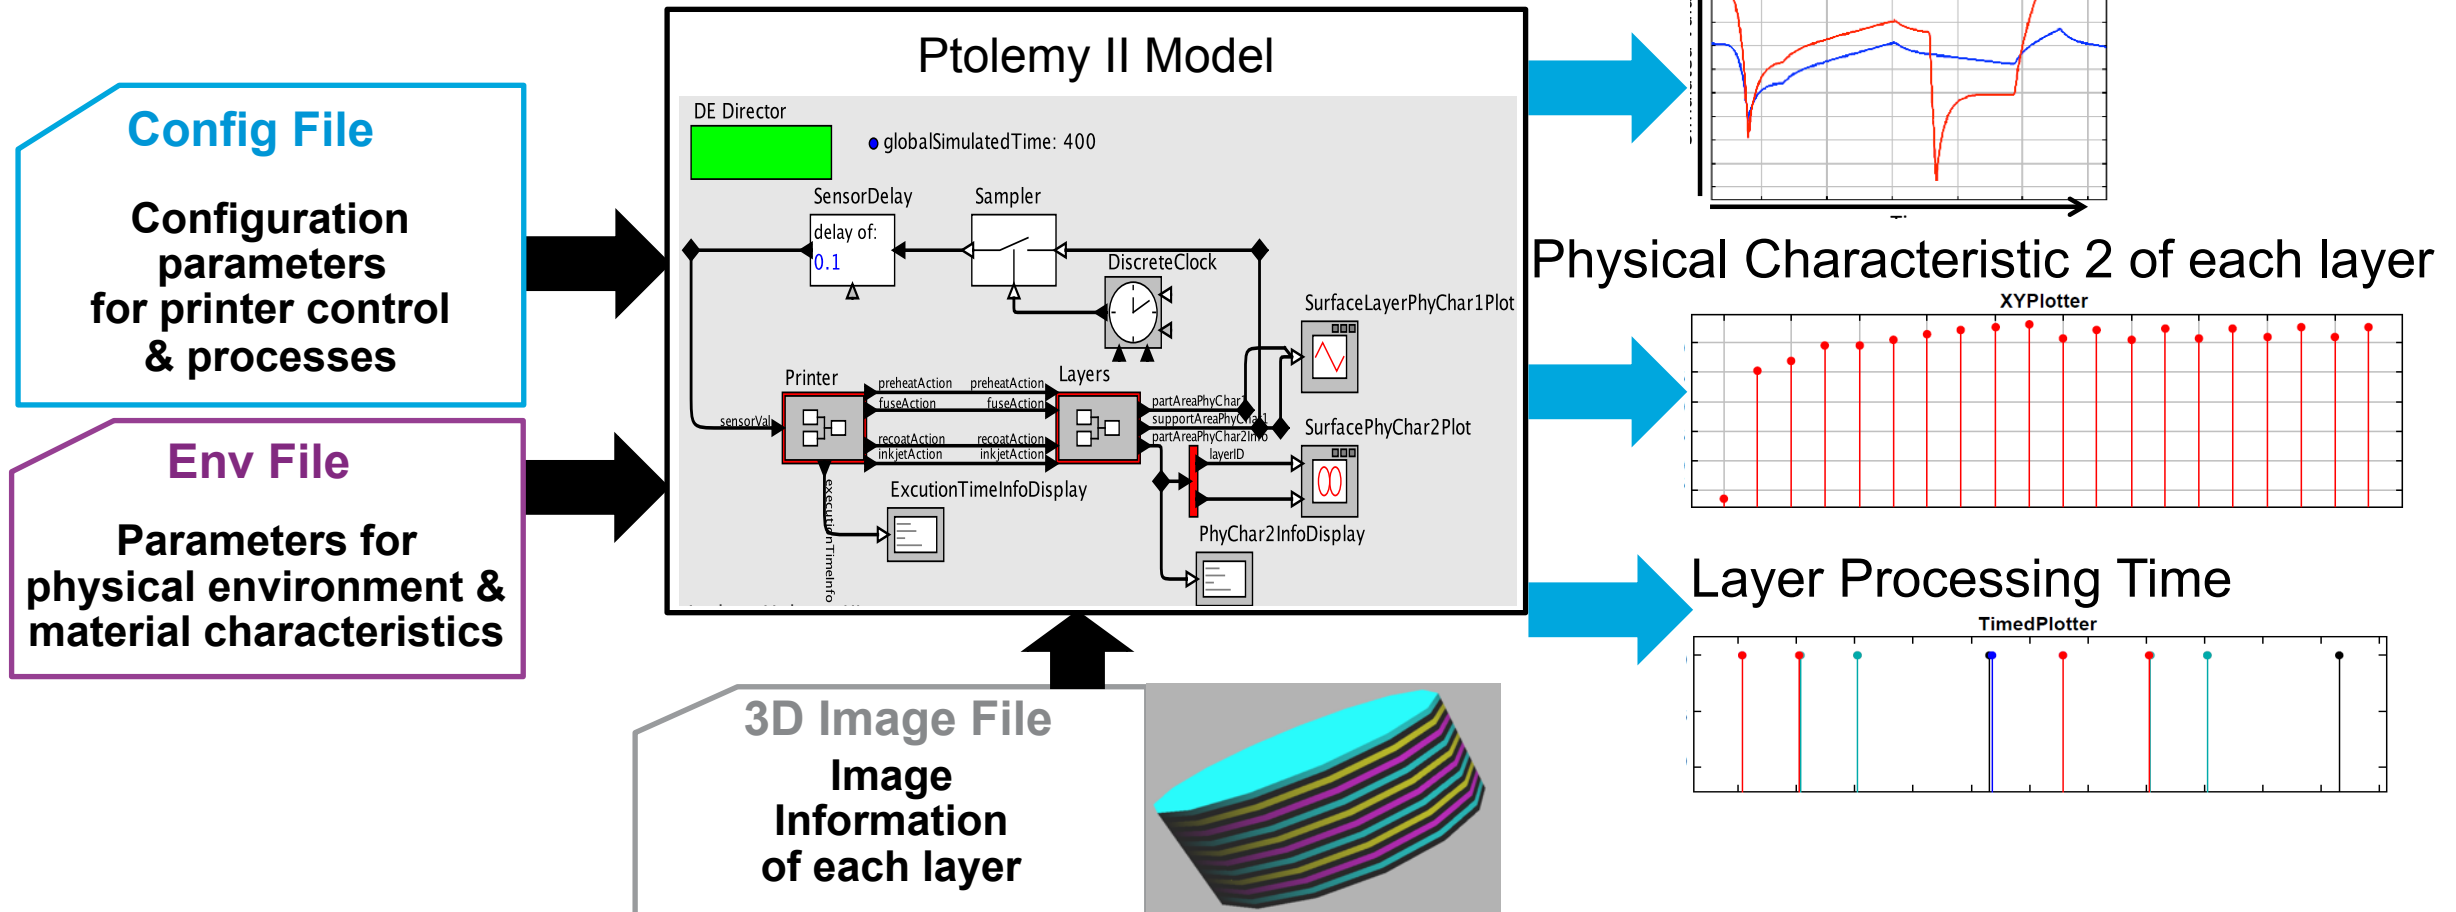 Config File
Configuration
parameters
for printer control
& processes
Env File
Parameters for
physical environment &
material characteristics
Ptolemy II Model
DE Director
globalSimulatedTime: 400
SensorDelay
delay of:
0.1
Sampler
DiscreteClock
SurfaceLayerPhyChar1Plot
Printer
preheatAction
preheatAction
Layers
fuseAction
fuseAction
sensorVal
recoatAction
recoatAction
inkjetAction
inkjetAction
supportAreaPhyChar1
partAreaPhyChar2Info
layerID
SurfacePhyChar2Plot
ExcutionTimeInfoDisplay
executionTimeInfo
PhyChar2InfoDisplay
3D Image File
Image
Information
of each layer
Physical Characteristic 2 of each layer
XYPlotter
Layer Processing Time
TimedPlotter